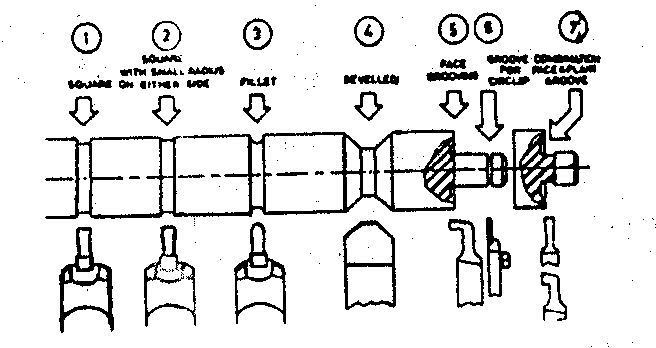 1 2 3 4 5 6 7
SQUARE
SQUARE
WITH SMALL RADIUS
ON EITHER SIDE
FILLET
BEVELLED
FACE
GROOVING
GROOVE
FOR
CIRCLIP
COMBINATION
FACE & PLAIN
GROOVE